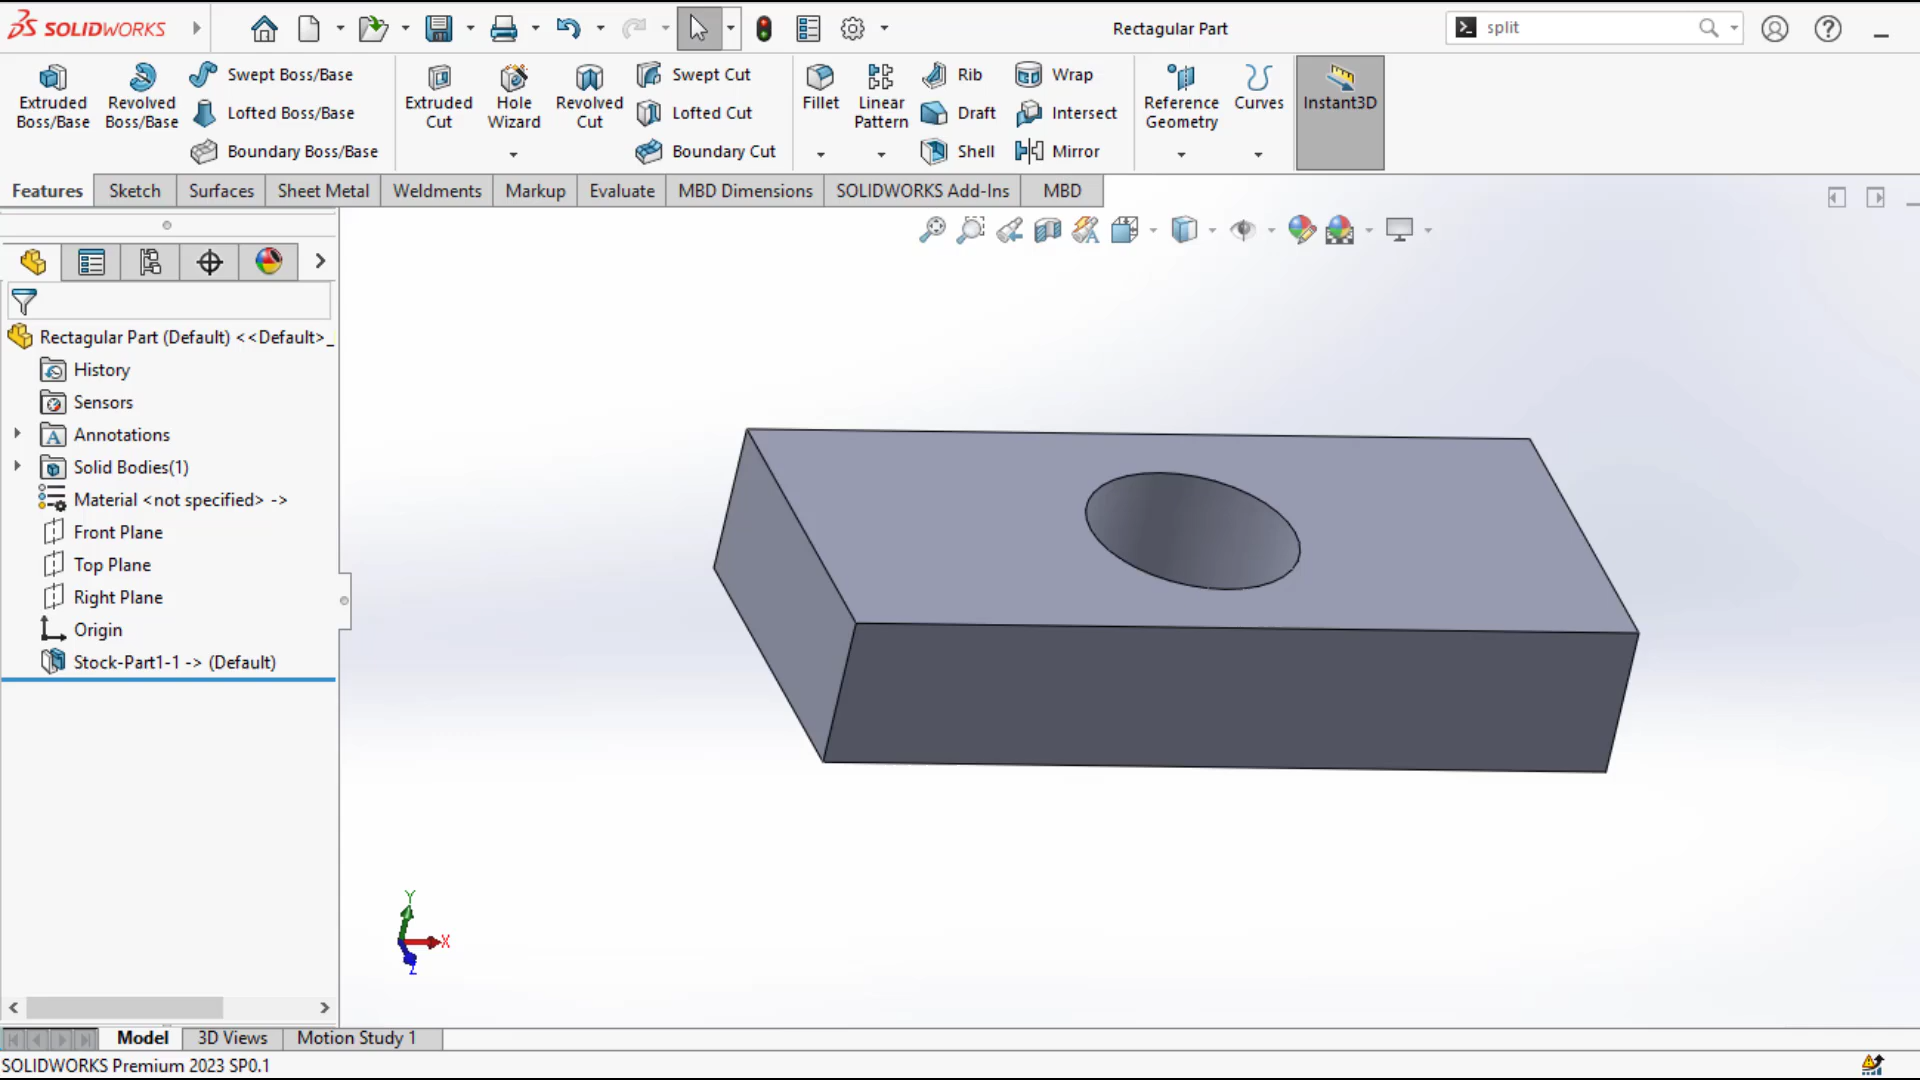 SOLIDWORKS
Rectagular Part
split
Extruded Boss/Base
Revolved Boss/Base
Swept Boss/Base
Lofted Boss/Base
Boundary Boss/Base
Extruded Cut
Hole Wizard
Revolved Cut
Swept Cut
Lofted Cut
Boundary Cut
Fillet
Linear Pattern
Rib
Draft
Shell
Wrap
Intersect
Mirror
Reference Geometry
Curves
Instant3D
Features
Sketch
Surfaces
Sheet Metal
Weldments
Markup
Evaluate
MBD Dimensions
SOLIDWORKS Add-Ins
MBD
Rectagular Part (Default) <<Default>_
History
Sensors
Annotations
Solid Bodies(1)
Material <not specified> ->
Front Plane
Top Plane
Right Plane
Origin
Stock-Part1-1 -> (Default)
Y
X
Z
Model
3D Views
Motion Study 1
SOLIDWORKS Premium 2023 SP0.1